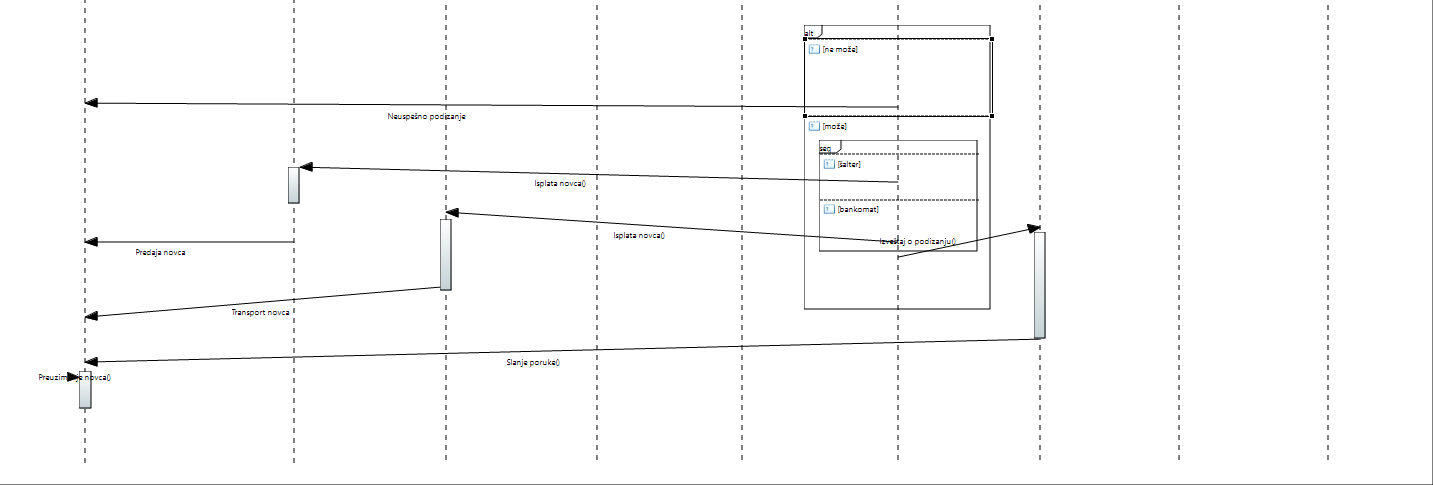 alt
[ne može]
Neuspešno podizanje
[može]
seq
[šalter]
Isplata novca()
[bankomat]
Isplata novca()
Izveštaj o podizanju()
Predaja novca
Transport novca
Slanje poruke()
Preuzimanje novca()